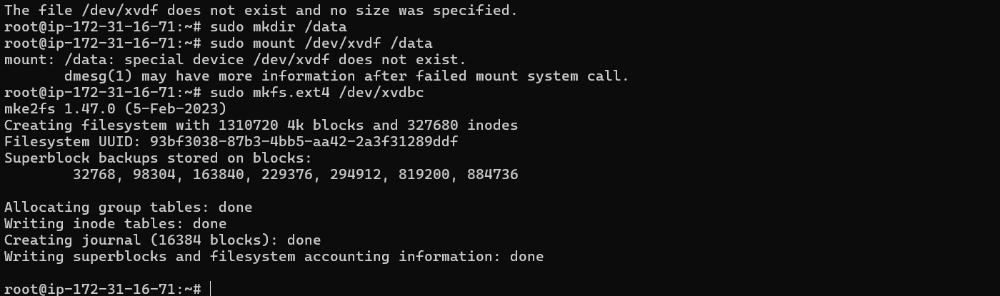 The file /dev/xvdf does not exist and no size was specified.
root@ip-172-31-16-71:~# sudo mkdir /data
root@ip-172-31-16-71:~# sudo mount /dev/xvdf /data
mount: /data: special device /dev/xvdf does not exist.
       dmesg(1) may have more information after failed mount system call.
root@ip-172-31-16-71:~# sudo mkfs.ext4 /dev/xvdbc
mke2fs 1.47.0 (5-Feb-2023)
Creating filesystem with 1310720 4k blocks and 327680 inodes
Filesystem UUID: 93bf3038-87b3-4bb5-aa42-2a3f31289ddf
Superblock backups stored on blocks:
        32768, 98304, 163840, 229376, 294912, 819200, 884736

Allocating group tables: done
Writing inode tables: done
Creating journal (16384 blocks): done
Writing superblocks and filesystem accounting information: done

root@ip-172-31-16-71:~#